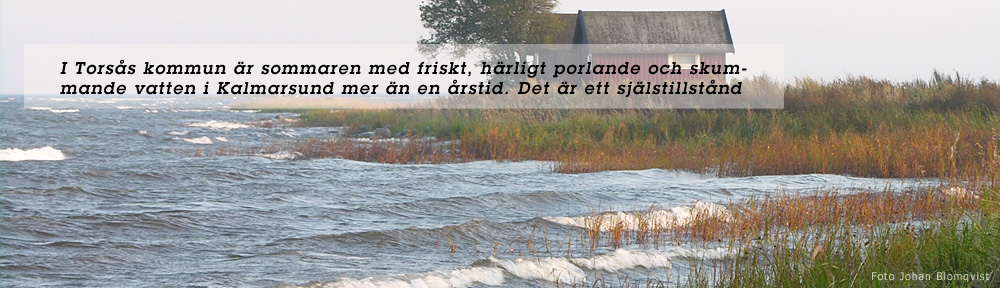 I Torsås kommun är sommaren med friskt, härligt porlande och skum-
mande vatten i Kalmarsund mer än en årstid. Det är ett själstillstånd
Foto Johan Blomqvist